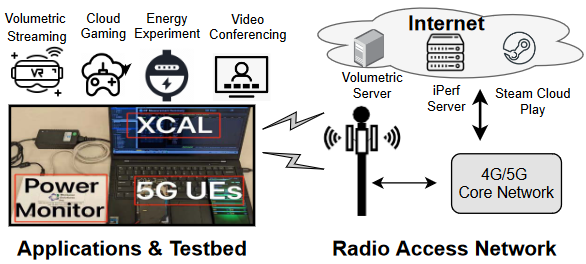 Volumetric
Streaming
Cloud
Gaming
Energy
Experiment
Video
Conferencing
Internet
VR
Volumetric
Server
iPerf
Server
Steam Cloud
Play
XCAL
Power
Monitor
5G UEs
4G/5G
Core Network
Applications & Testbed
Radio Access Network